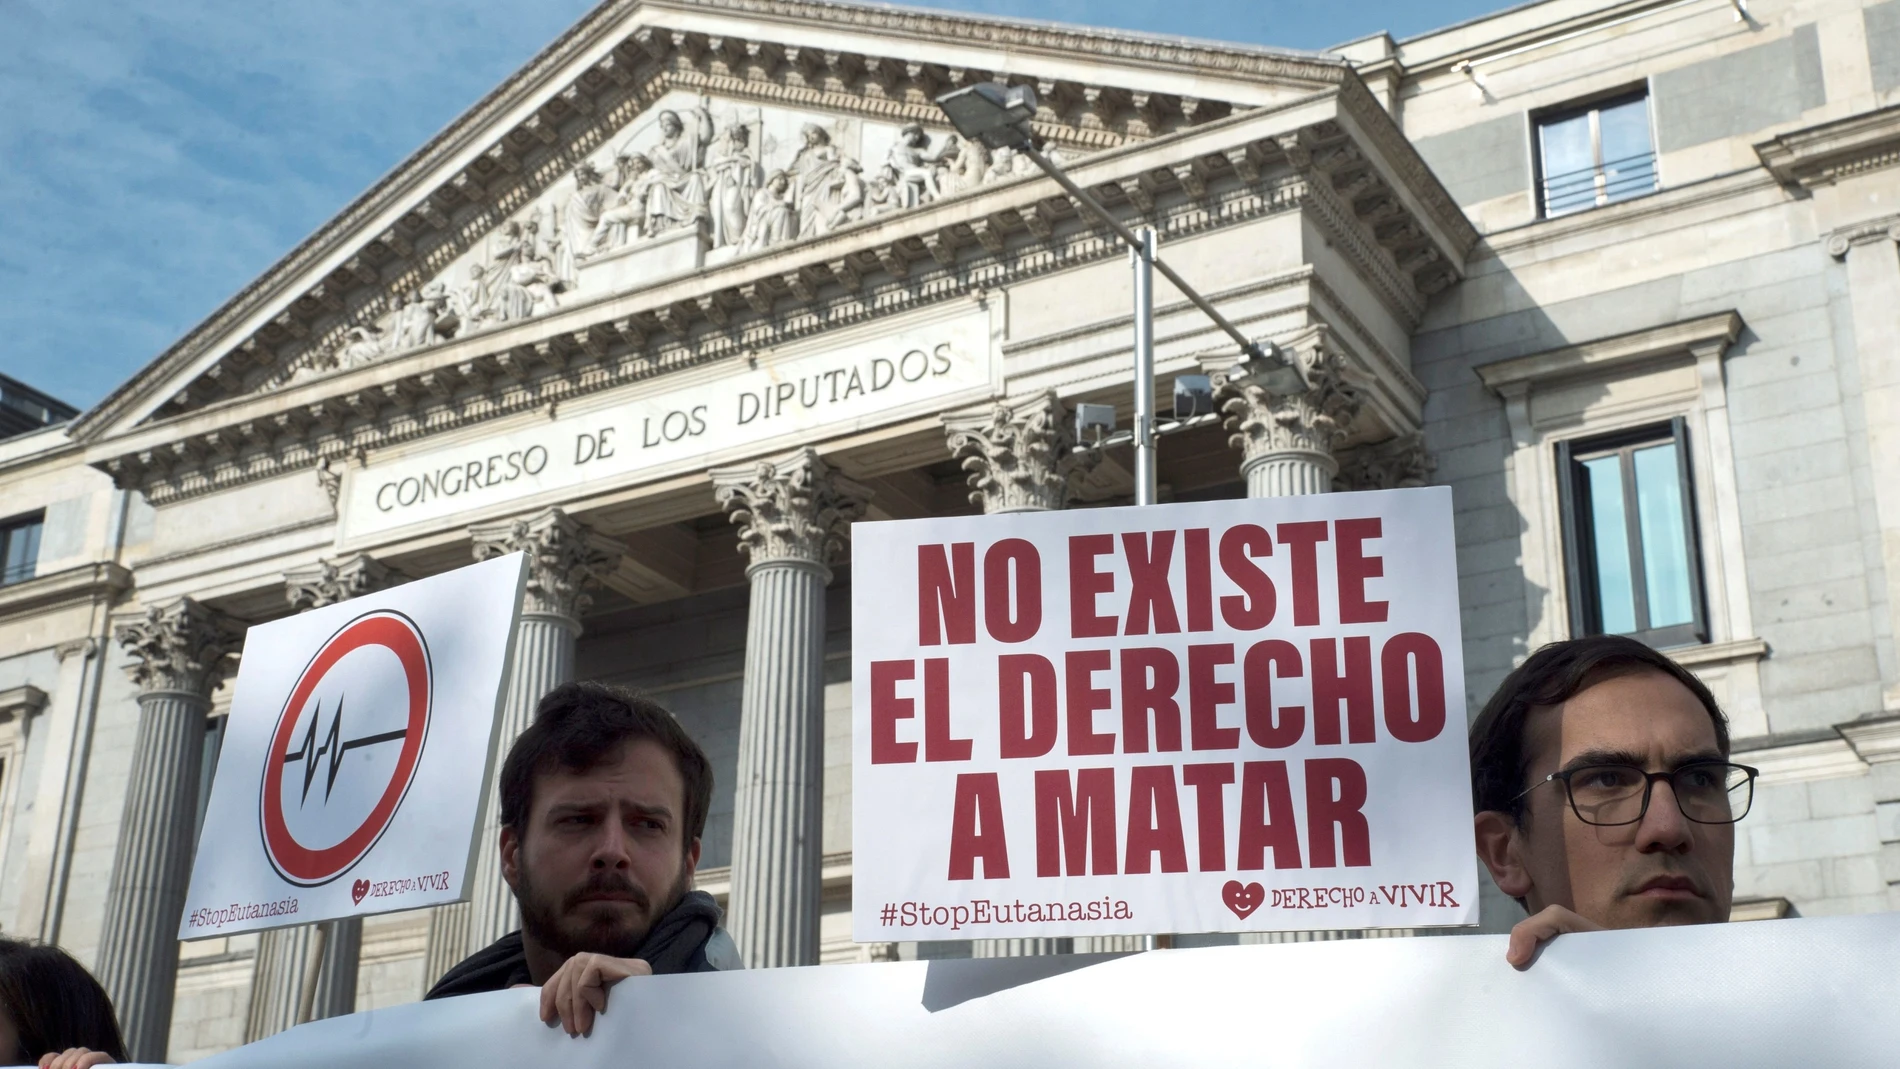 CONGRESO DE LOS DIPUTADOS
NO EXISTE
EL DERECHO
A MATAR
#StopEutanasia
DERECHO A VIVIR
#StopEutanasia
DERECHO A VIVIR